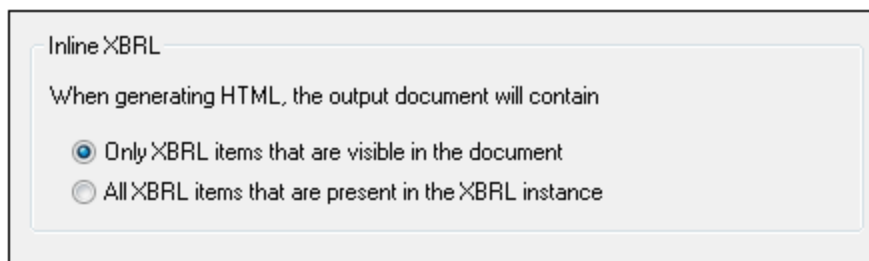 Inline XBRL
When generating HTML, the output document will contain
Only XBRL items that are visible in the document
All XBRL items that are present in the XBRL instance